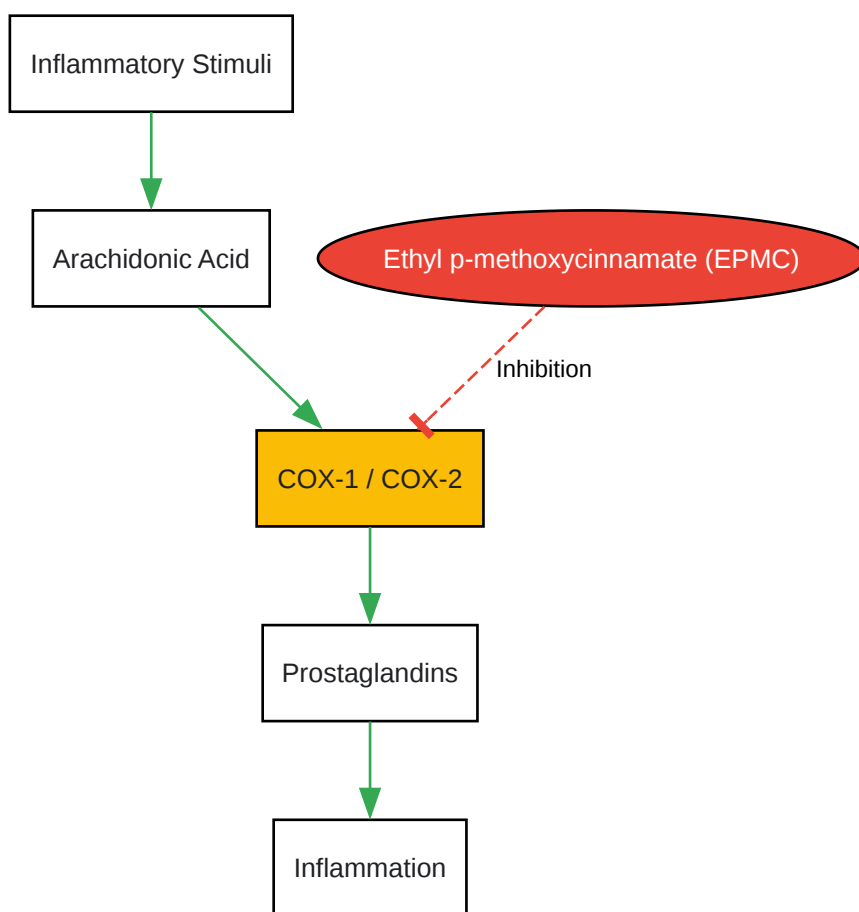 Inflammatory Stimuli
Arachidonic Acid
Ethyl p-methoxycinnamate (EPMC)
Inhibition
COX-1 / COX-2
Prostaglandins
Inflammation